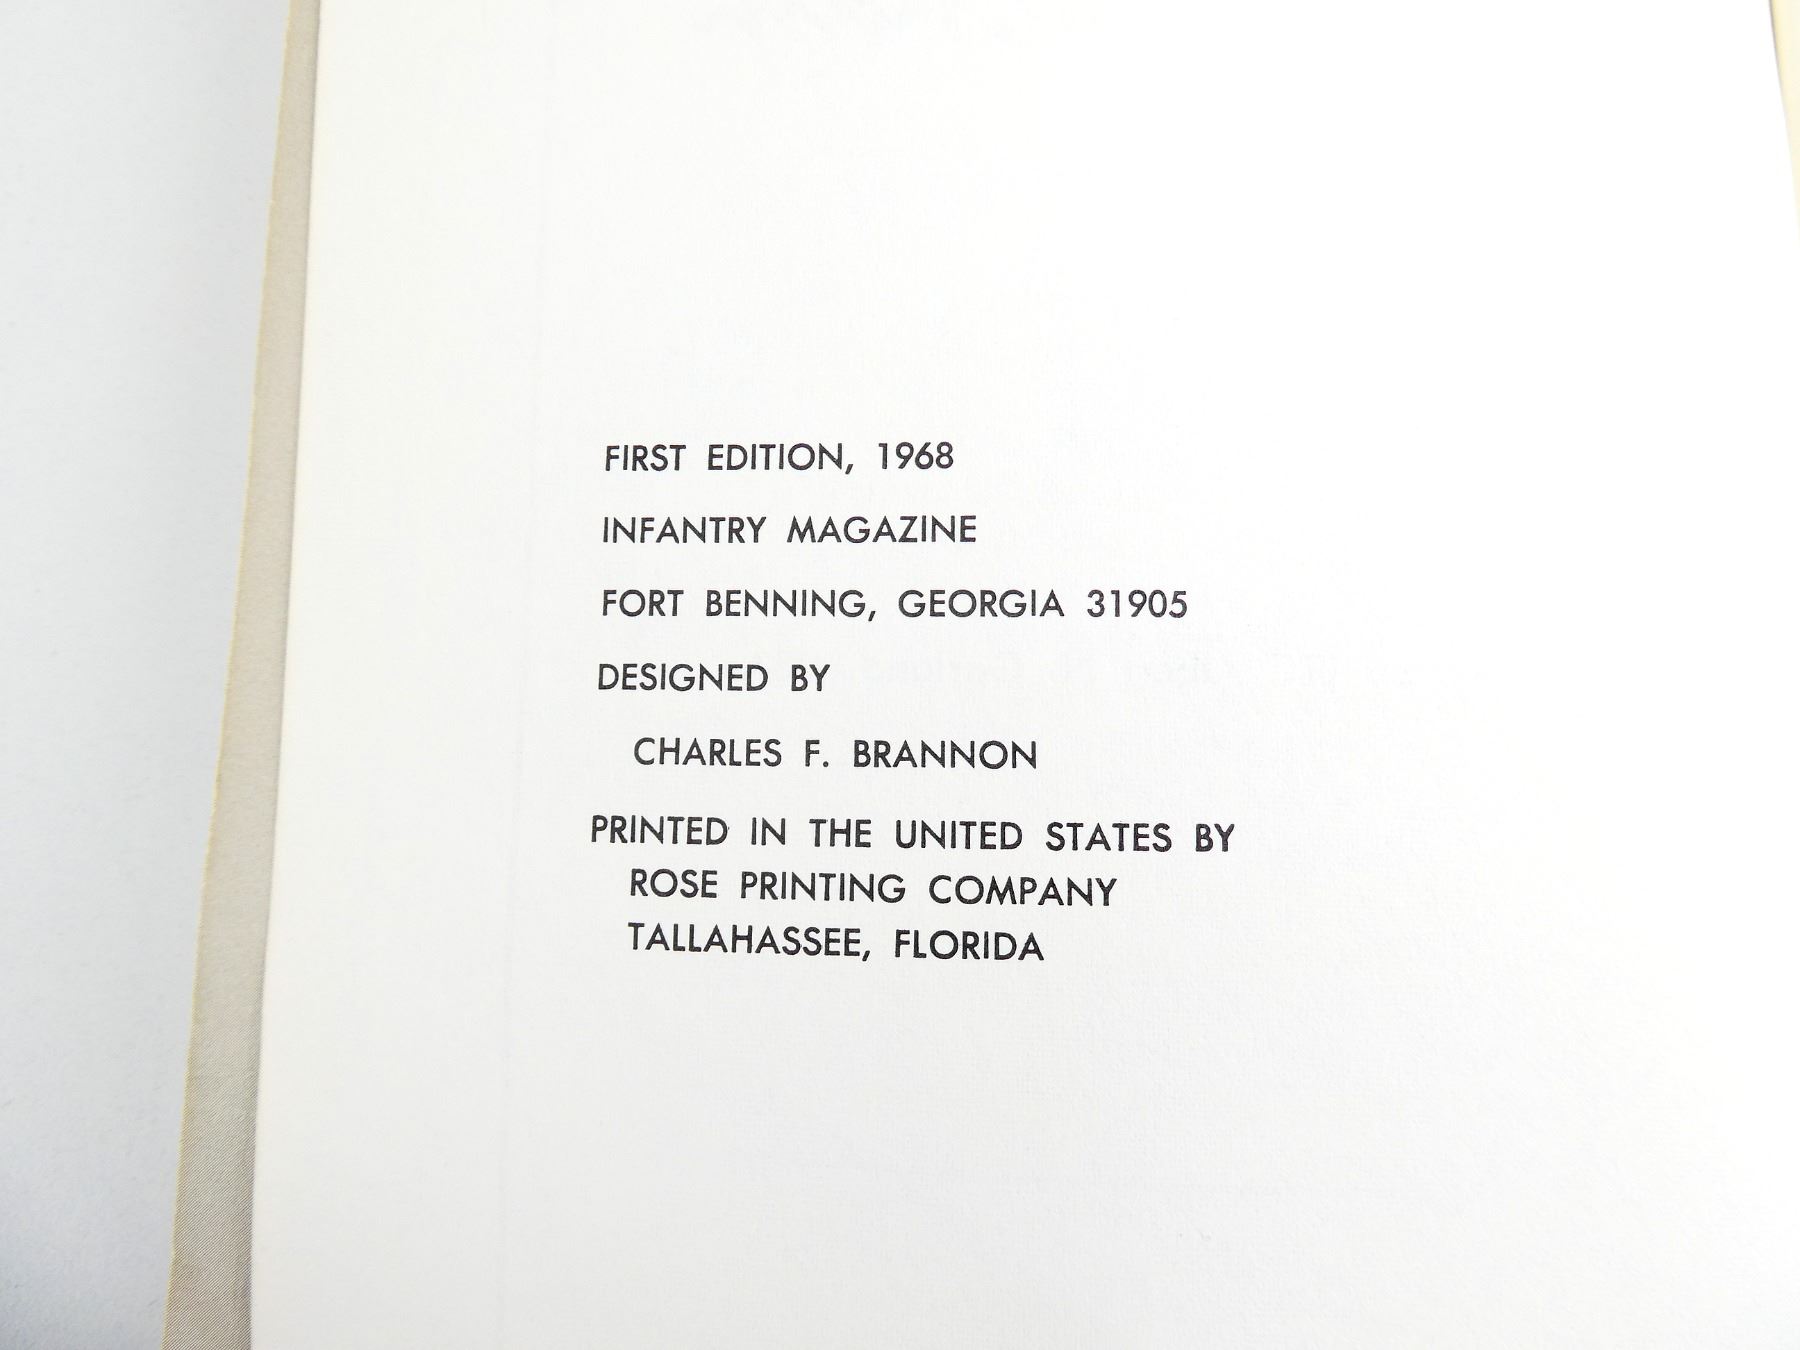 FIRST EDITION, 1968
INFANTRY MAGAZINE
FORT BENNING, GEORGIA 31905
DESIGNED BY
CHARLES F. BRANNON
PRINTED IN THE UNITED STATES BY
ROSE PRINTING COMPANY
TALLAHASSEE, FLORIDA